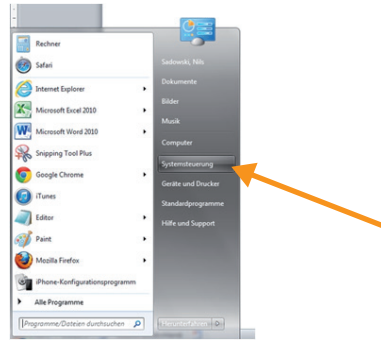 Rechner
Safari
Internet Explorer
Microsoft Excel 2010
Microsoft Word 2010
Snipping Tool Plus
Google Chrome
iTunes
Editor
Paint
Mozilla Firefox
iPhone-Konfigurationsprogramm
Alle Programme
Programme/Dateien durchsuchen
Sadowski, Nils
Dokumente
Bilder
Musik
Computer
Systemsteuerung
Geräte und Drucker
Standardprogramme
Hilfe und Support
Herunterfahren